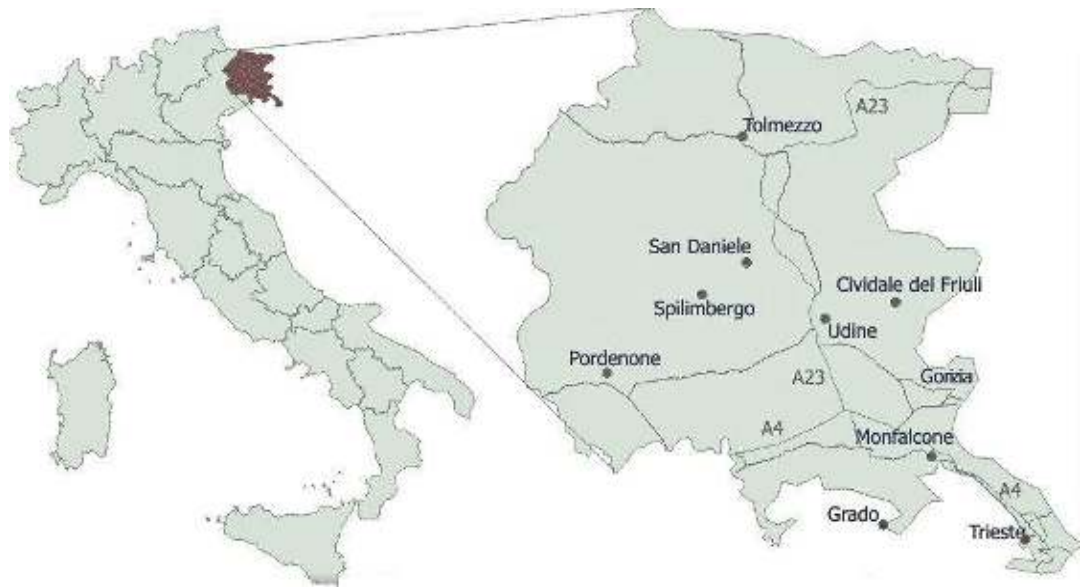 A23
Tolmezzo
San Daniele
Cividale del Friuli
Spilimbergo
Udine
Pordenone
A23
Gorizia
A4
Monfalcone
A4
Grado
Trieste